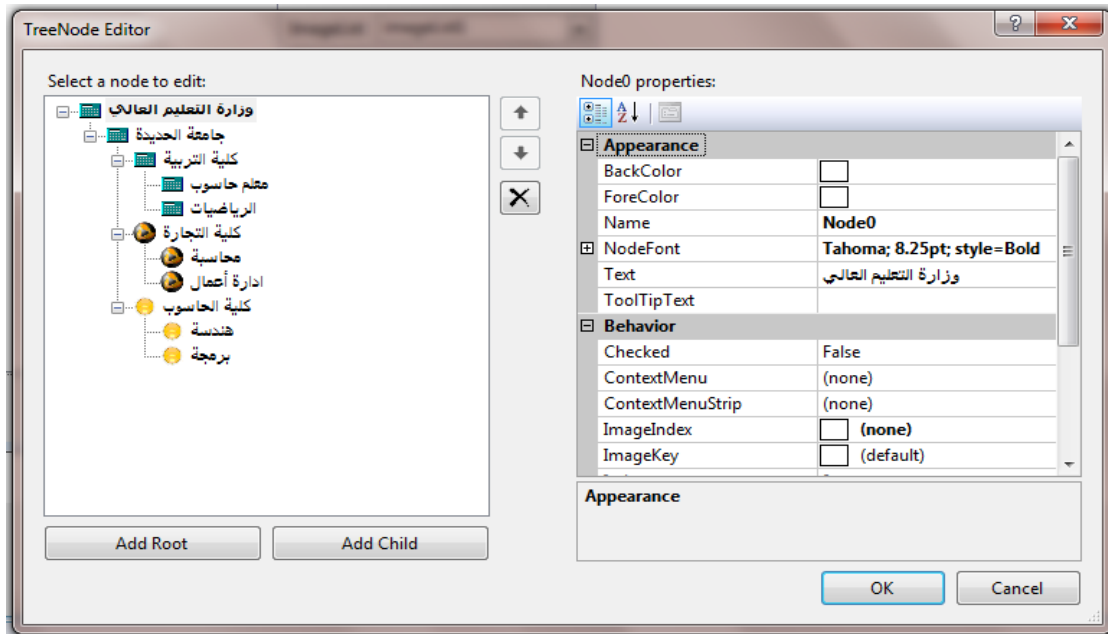 TreeNode Editor
Select a node to edit:
وزارة التعليم العالي
جامعة الحديدة
كلية التربية
معلم حاسوب
الرياضيات
كلية التجارة
محاسبة
ادارة أعمال
كلية الحاسوب
هندسة
برمجة
Add Root
Add Child
Node0 properties:
Appearance
BackColor
ForeColor
Name Node0
NodeFont Tahoma; 8.25pt; style=Bold
Text وزارة التعليم العالي
ToolTipText
Behavior
Checked False
ContextMenu (none)
ContextMenuStrip (none)
ImageIndex (none)
ImageKey (default)
Appearance
OK
Cancel